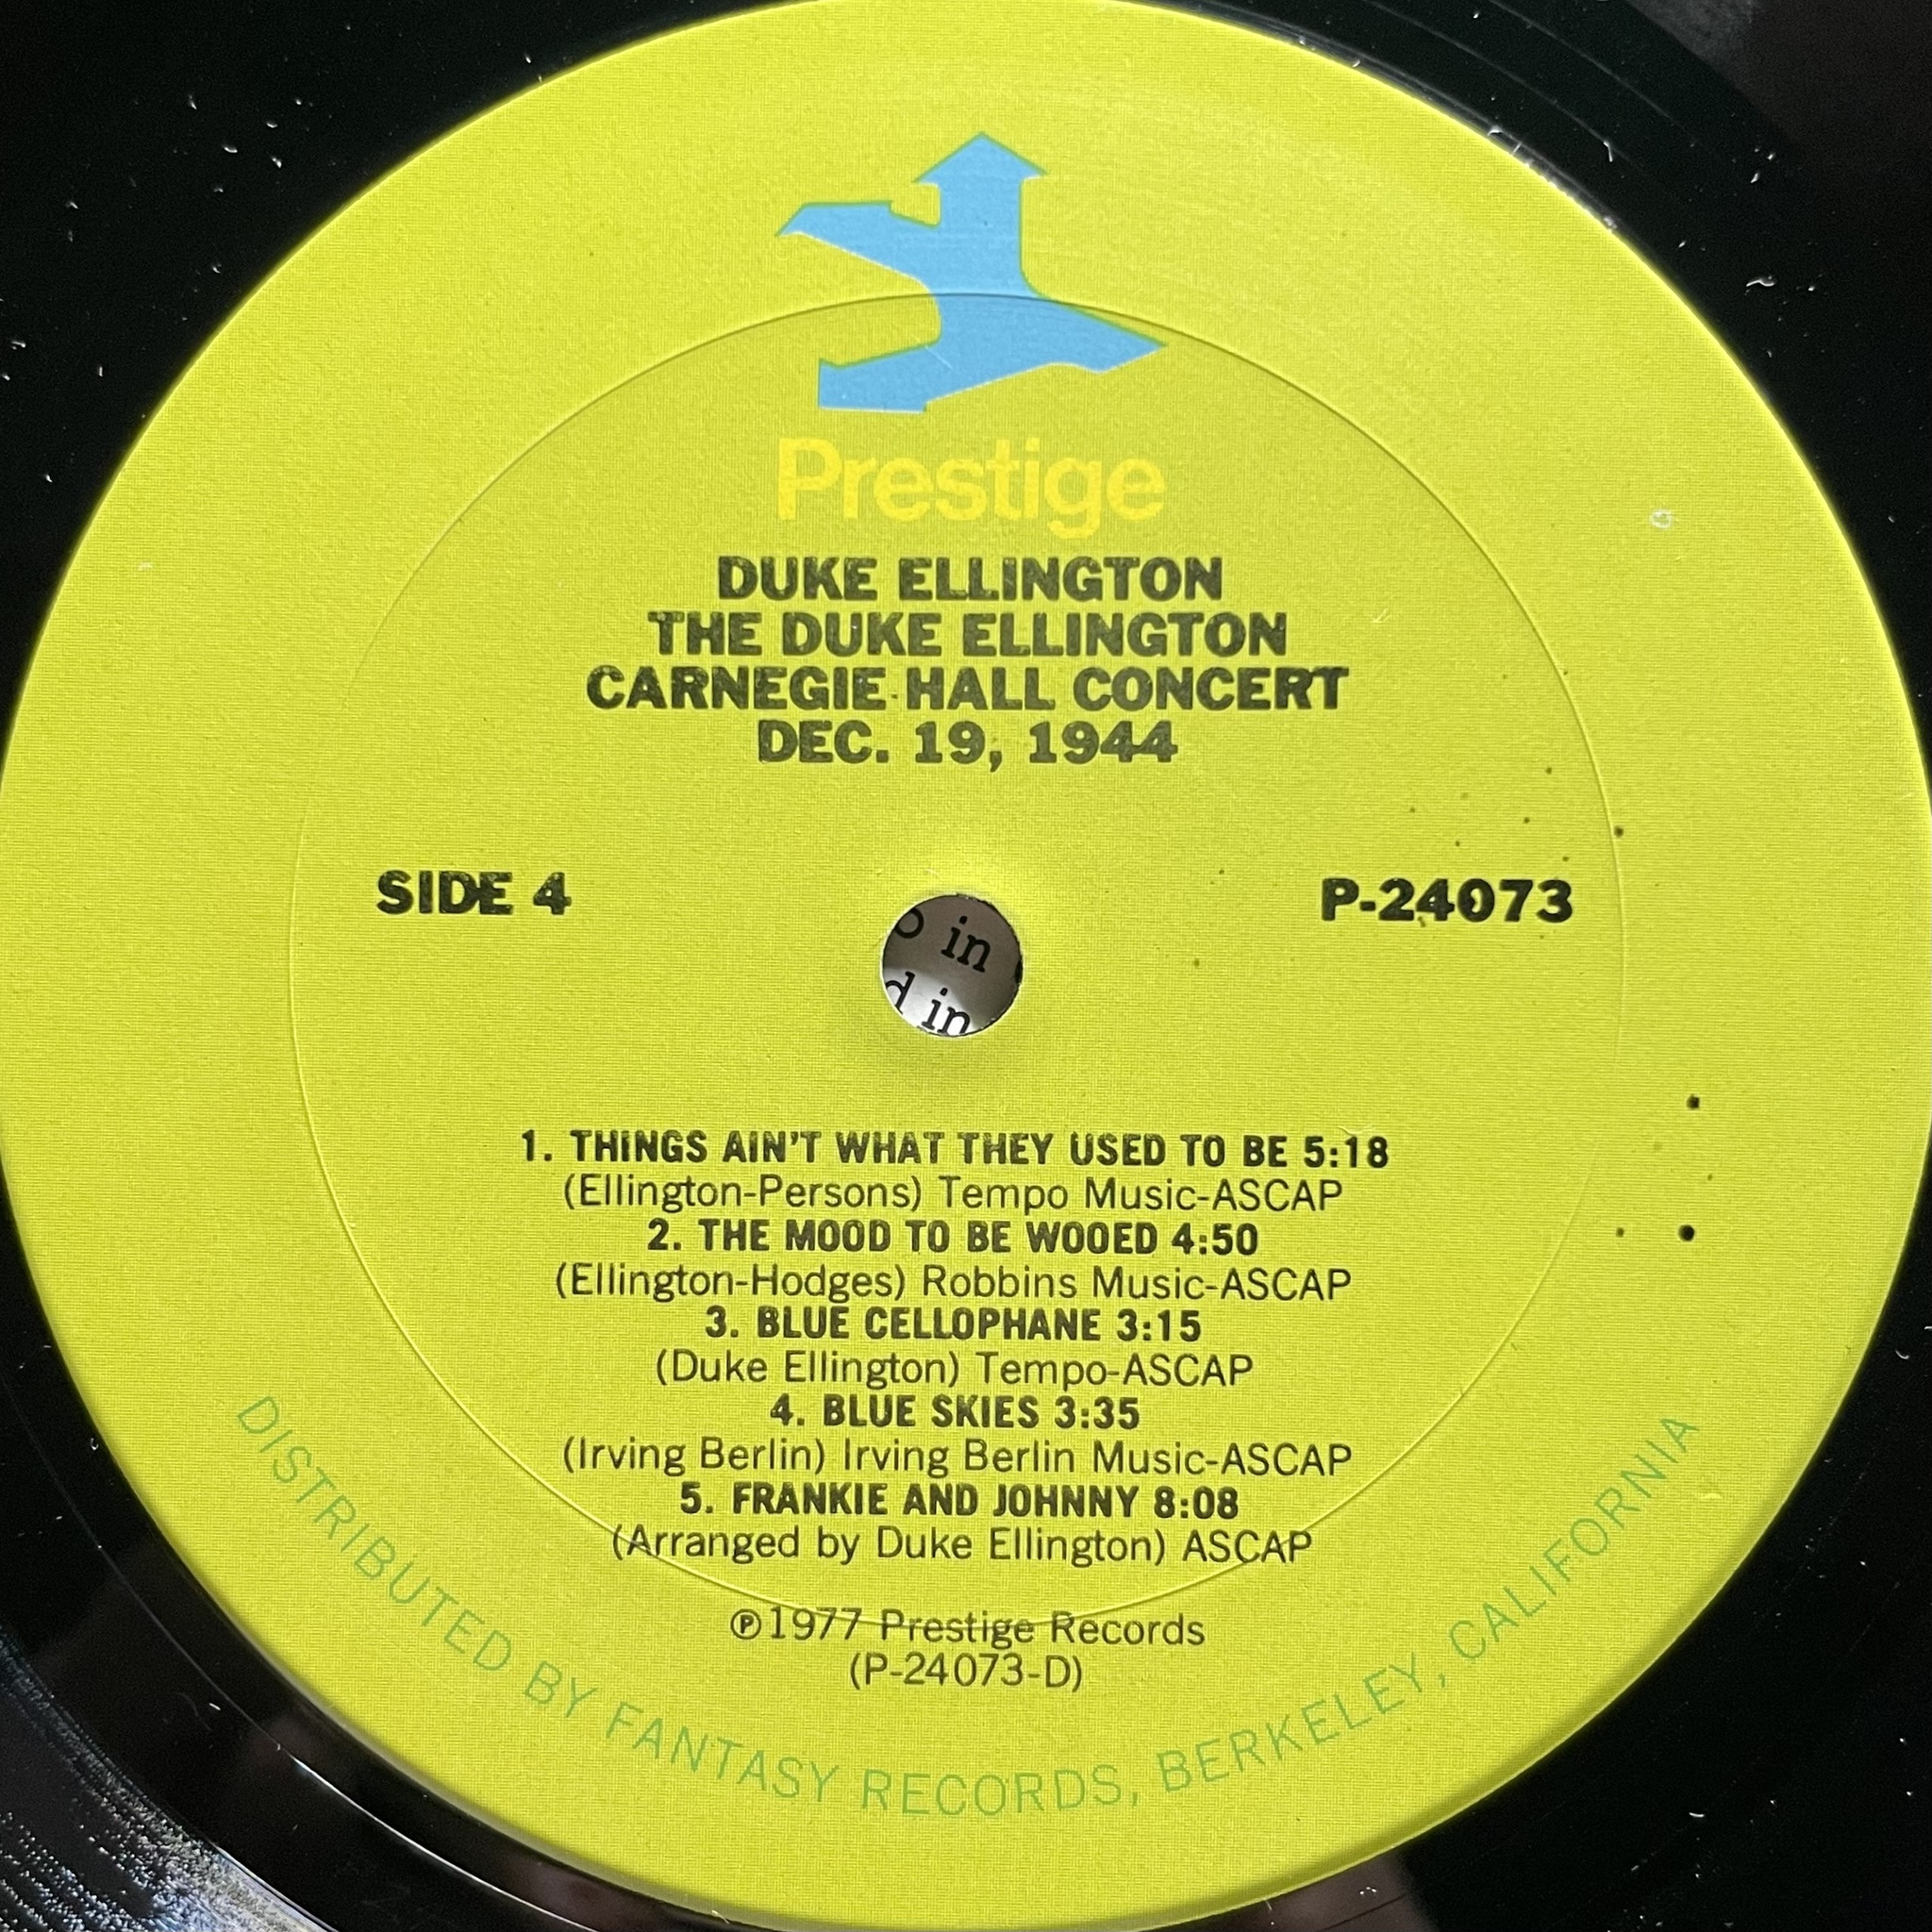 Prestige
DUKE ELLINGTON
THE DUKE ELLINGTON
CARNEGIE HALL CONCERT
DEC. 19, 1944
SIDE 4
P-24073
in
in
1. THINGS AIN'T WHAT THEY USED TO BE 5:18
(Ellington-Persons) Tempo Music-ASCAP
2. THE MOOD TO BE WOOED 4:50
(Ellington-Hodges) Robbins Music-ASCAP
3. BLUE CELLOPHANE 3:15
(Duke Ellington) Tempo-ASCAP
4. BLUE SKIES 3:35
(Irving Berlin) Irving Berlin Music-ASCAP
5. FRANKIE AND JOHNNY 8:08
(Arranged by Duke Ellington) ASCAP
℗1977 Prestige Records
(P-24073-D)
DISTRIBUTED BY FANTASY RECORDS, BERKELEY, CALIFORNIA